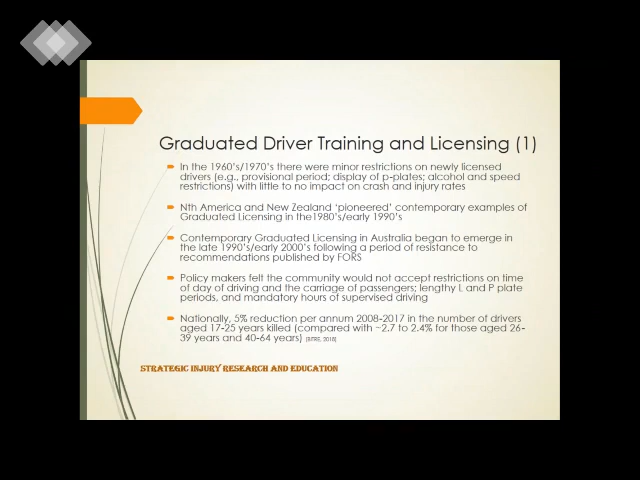 Graduated Driver Training and Licensing (1)
In the 1960's/1970's there were minor restrictions on newly licensed
drivers (e.g., provisional period; display of p-plates; alcohol and speed
restrictions) with little to no impact on crash and injury rates
Nth America and New Zealand 'pioneered' contemporary examples of
Graduated Licensing in the1980's/early 1990's
Contemporary Graduated Licensing in Australia began to emerge in
the late 1990's/early 2000's following a period of resistance to
recommendations published by FORS
Policy makers felt the community would not accept restrictions on time
of day of driving and the carriage of passengers; lengthy L and P plate
periods, and mandatory hours of supervised driving
Nationally, 5% reduction per annum 2008-2017 in the number of drivers
aged 17-25 years killed (compared with ~2.7 to 2.4% for those aged 26-
39 years and 40-64 years) (BITRE, 2018)
STRATEGIC INJURY RESEARCH AND EDUCATION